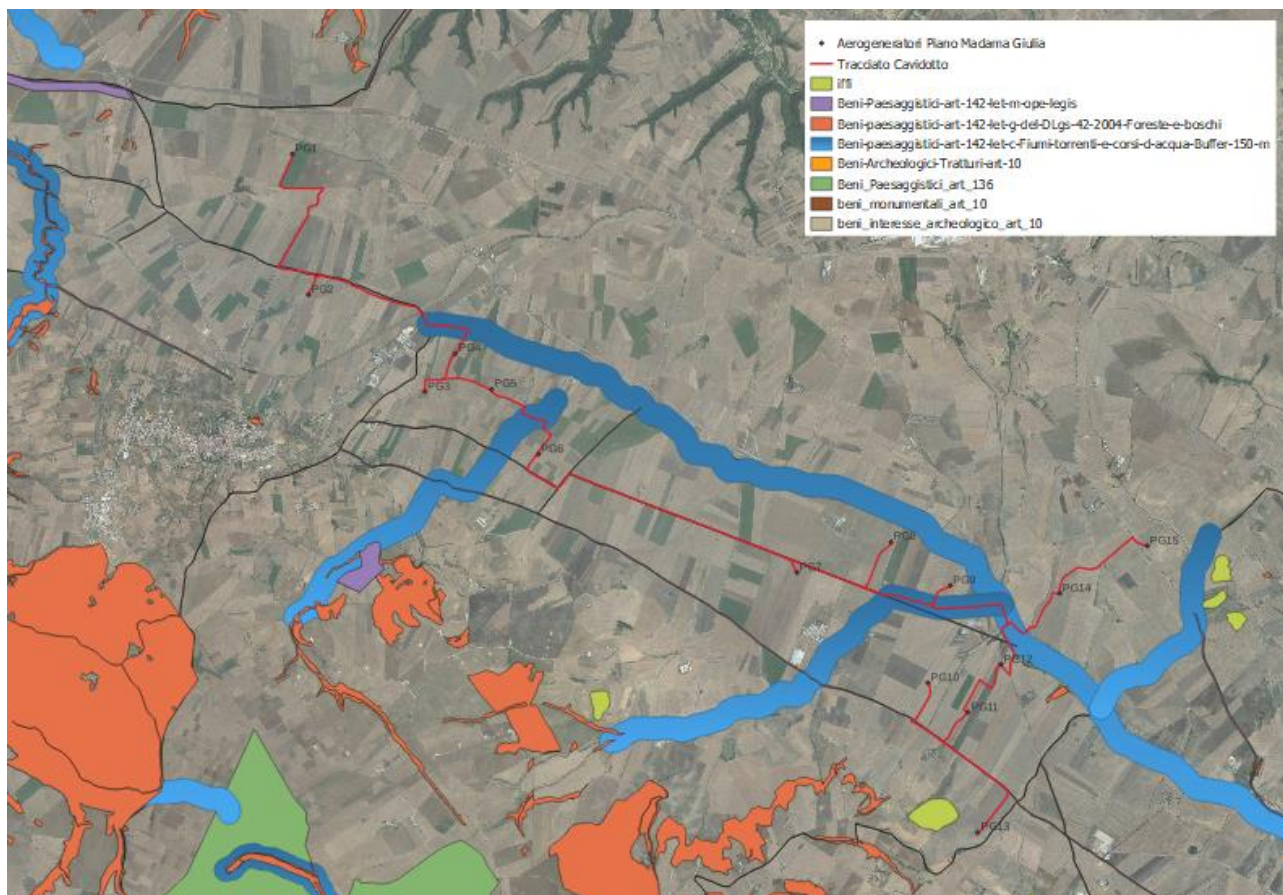 Aerogeneratori Piano Madama Giulia
Tracciato Cavidotto
iffi
Beni-Paesaggistici-art-142-let-m-ope-legis
Beni-paesaggistici-art-142-let-g-del-DLgs-42-2004-Foreste-e-boschi
Beni-paesaggistici-art-142-let-c-Fiumi-torrenti-e-corsi-d-acqua-Buffer-150-m
Beni-Archeologici-Tratturi-art-10
Beni_Paesaggistici_art_136
beni_monumentali_art_10
beni_interesse_archeologico_art_10
PG1
PG2
PG4
PG3
PG5
PG6
PG8
PG15
PG7
PG9
PG14
PG12
PG10
PG11
PG13